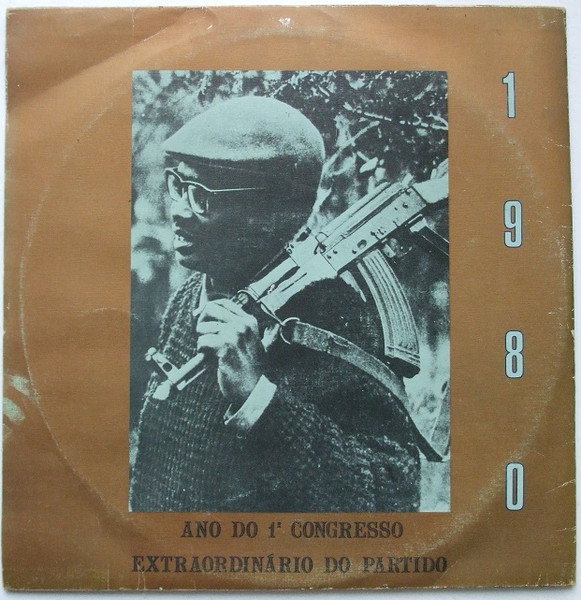 1
9
8
0
ANO DO 1º CONGRESSO
EXTRAORDINÁRIO DO PARTIDO